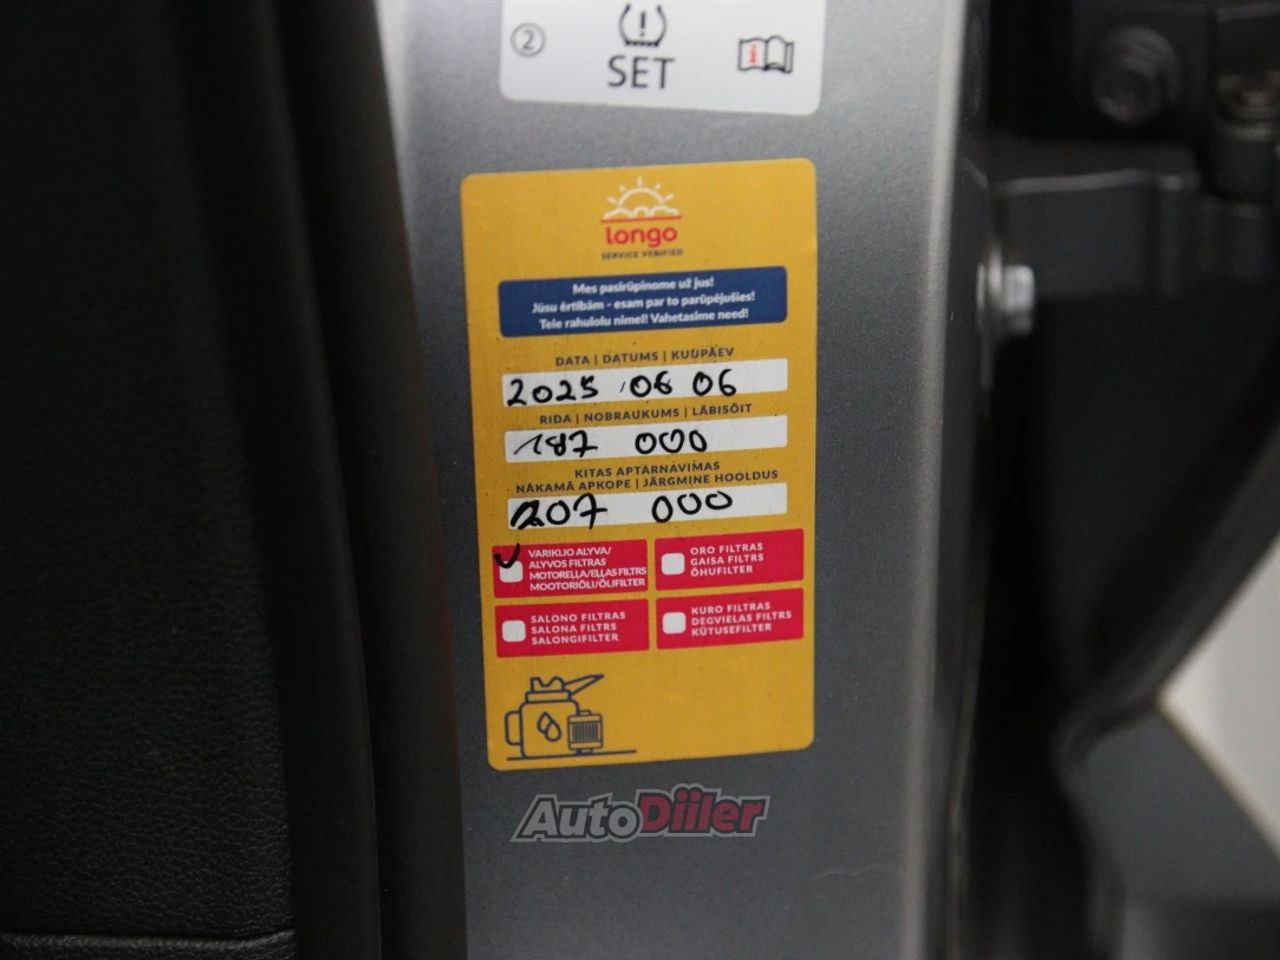 ②
SET
longo
SERVICE VERIFIED
Mes pasirūpinome už jus!
Jūsu ērtībām - esam par to parūpējušies!
Teie rahulolu nimel! Vahetasime need!
DATA | DATUMS | KUUPÄEV
2025 06 06
RIDA | NOBRAUKUMS | LÄBISÕIT
187 000
KITAS APTARNAVIMAS
NĀKAMĀ APKOPE | JÄRGMINE HOOLDUS
207 000
VARIKLIO ALYVA/
ALYVOS FILTRAS
MOTOREĻĻA/EĻĻAS FILTRS
MOOTORIÕLI/ÕLIFILTER
ORO FILTRAS
GAISA FILTRS
ÕHUFILTER
SALONO FILTRAS
SALONA FILTRS
SALONGIFILTER
KURO FILTRAS
DEGVIELAS FILTRS
KÜTUSEFILTER
AutoDiiler